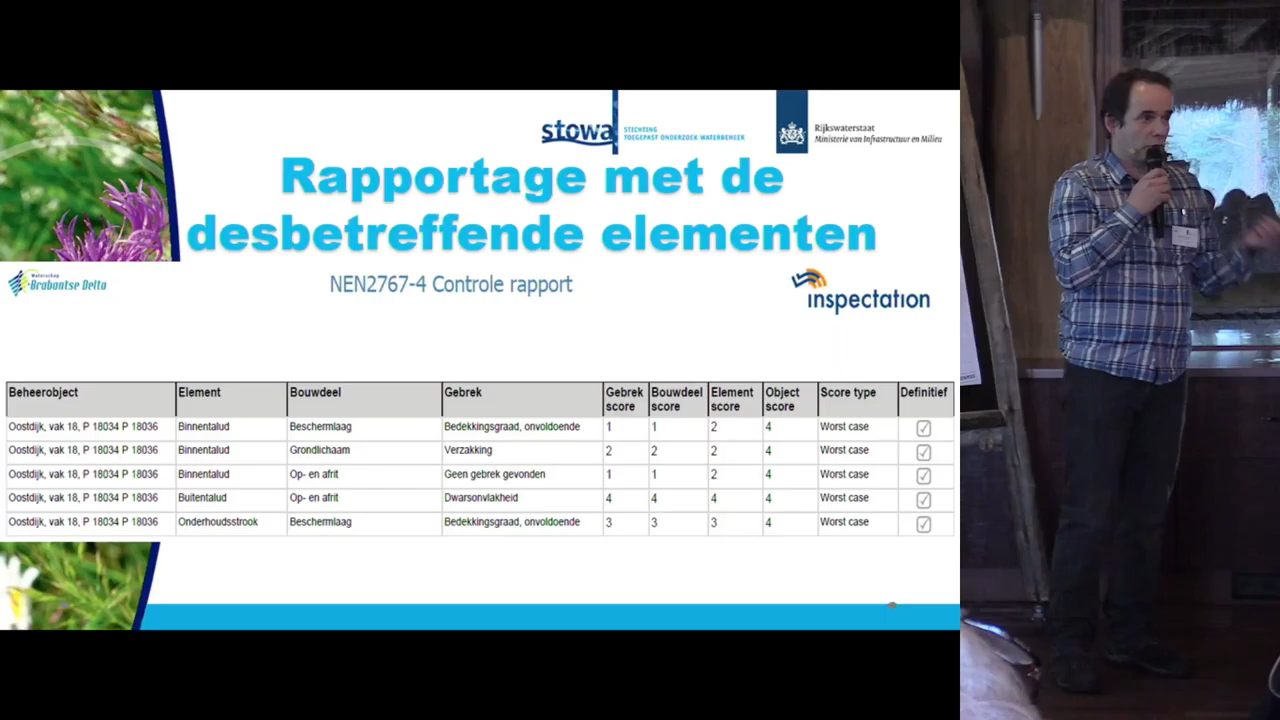 stowa
STICHTING
TOEGEPAST ONDERZOEK WATERBEHEER
Rijkswaterstaat
Ministerie van Infrastructuur en Milieu
Rapportage met de
desbetreffende elementen
Waterschap
Brabantse Delta
NEN2767-4 Controle rapport
inspectation
Beheerobject Element Bouwdeel Gebrek Gebrek score Bouwdeel score Element score Object score Score type Definitief
Oostdijk, vak 18, P 18034 P 18036 Binnentalud Beschermlaag Bedekkingsgraad, onvoldoende 1 1 2 4 Worst case
Oostdijk, vak 18, P 18034 P 18036 Binnentalud Grondlichaam Verzakking 2 2 2 4 Worst case
Oostdijk, vak 18, P 18034 P 18036 Binnentalud Op- en afrit Geen gebrek gevonden 1 1 2 4 Worst case
Oostdijk, vak 18, P 18034 P 18036 Buitentalud Op- en afrit Dwarsonvlakheid 4 4 4 4 Worst case
Oostdijk, vak 18, P 18034 P 18036 Onderhoudsstrook Beschermlaag Bedekkingsgraad, onvoldoende 3 3 3 4 Worst case